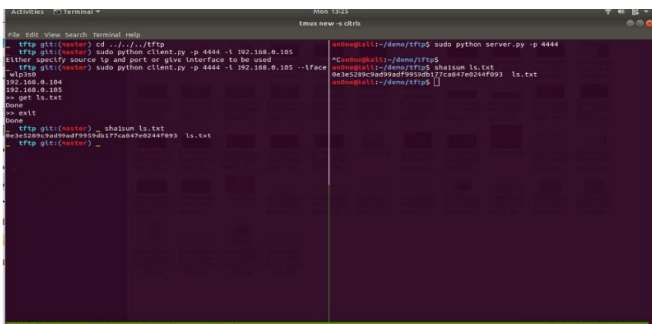 Activities Terminal Mon 13:25
tmux new -s citris
File Edit View Search Terminal Help
_ tftp git:(master) cd ../../../tftp
_ tftp git:(master) sudo python client.py -p 4444 -i 192.168.0.105
Either specify source ip and port or give interface to be used
_ tftp git:(master) sudo python client.py -p 4444 -i 192.168.0.105 --iface
wlp3s0
192.168.0.104
192.168.0.105
>> get ls.txt
Done
>> exit
Done
_ tftp git:(master) _ sha1sum ls.txt
0e3e5289c9ad99adf9959db177ca847e0244f093 ls.txt
_ tftp git:(master) _
an0ne@kali:~/demo/tftp$ sudo python server.py -p 4444
^Can0ne@kali:~/demo/tftp$
an0ne@kali:~/demo/tftp$ sha1sum ls.txt
0e3e5289c9ad99adf9959db177ca847e0244f093 ls.txt
an0ne@kali:~/demo/tftp$